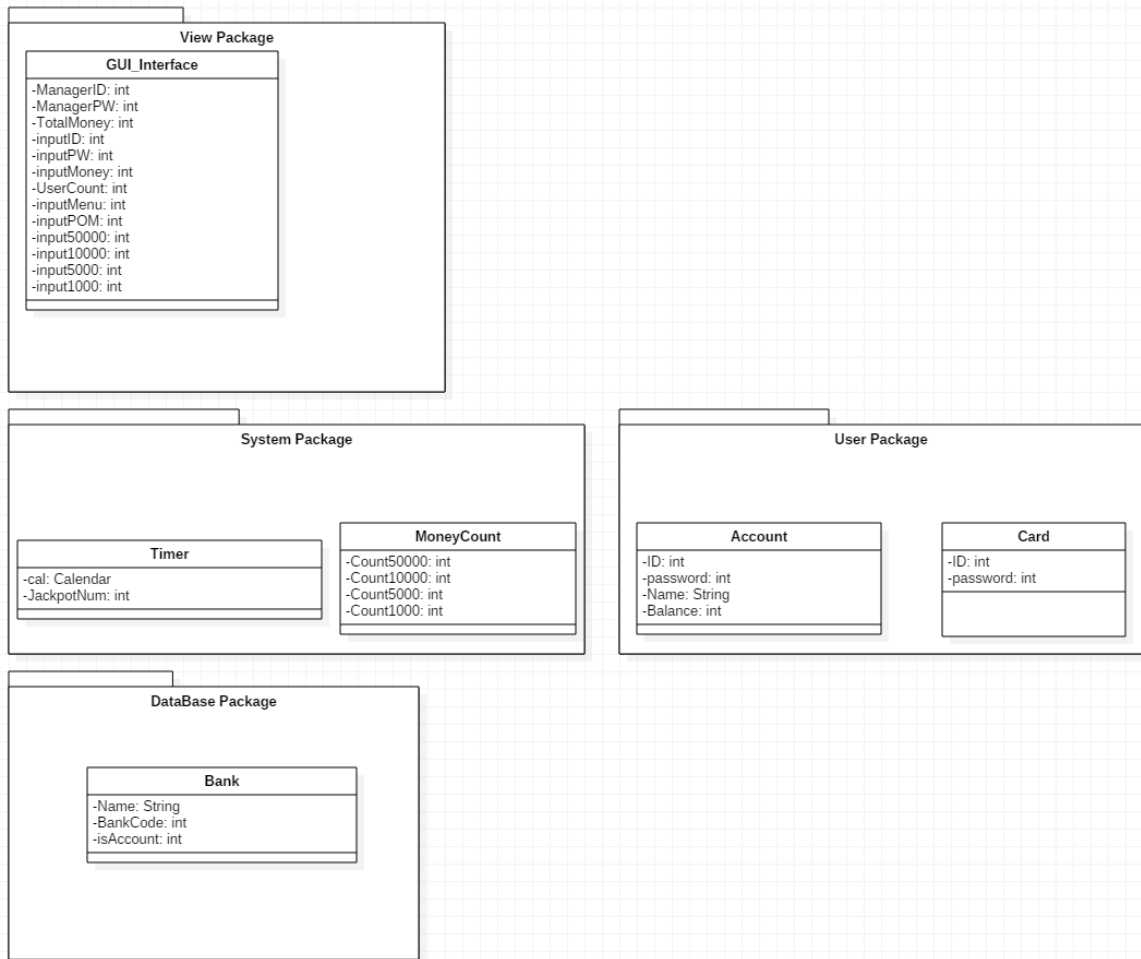 View Package
GUI_Interface
-ManagerID: int
-ManagerPW: int
-TotalMoney: int
-inputID: int
-inputPW: int
-inputMoney: int
-UserCount: int
-inputMenu: int
-inputPOM: int
-input50000: int
-input10000: int
-input5000: int
-input1000: int
System Package
Timer
-cal: Calendar
-JackpotNum: int
MoneyCount
-Count50000: int
-Count10000: int
-Count5000: int
-Count1000: int
User Package
Account
-ID: int
-password: int
-Name: String
-Balance: int
Card
-ID: int
-password: int
DataBase Package
Bank
-Name: String
-BankCode: int
-isAccount: int